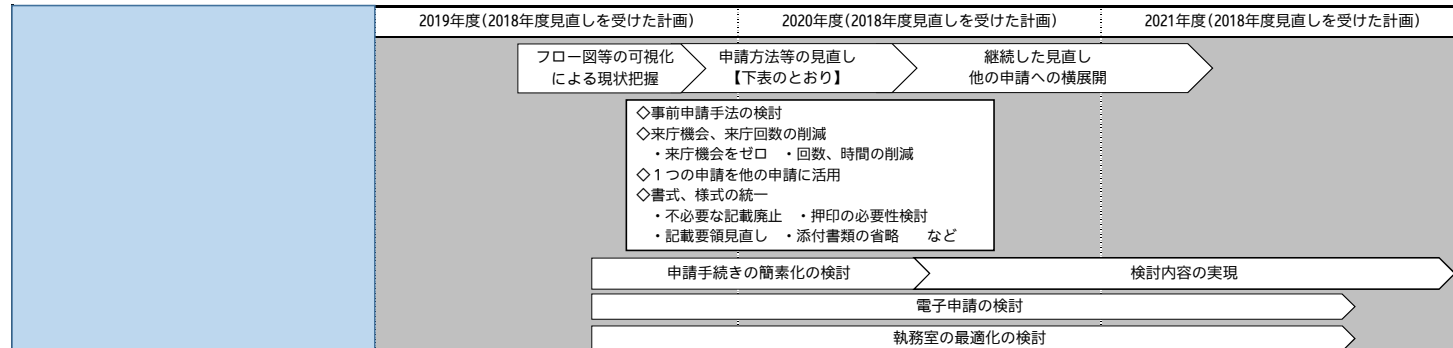 2019年度(2018年度見直しを受けた計画)
2020年度(2018年度見直しを受けた計画)
2021年度(2018年度見直しを受けた計画)
フロー図等の可視化
による現状把握
申請方法等の見直し
【下表のとおり】
継続した見直し
他の申請への横展開
◇事前申請手法の検討
◇来庁機会、来庁回数の削減
・来庁機会をゼロ ・回数、時間の削減
◇１つの申請を他の申請に活用
◇書式、様式の統一
・不必要な記載廃止 ・押印の必要性検討
・記載要領見直し ・添付書類の省略 など
申請手続きの簡素化の検討
検討内容の実現
電子申請の検討
執務室の最適化の検討